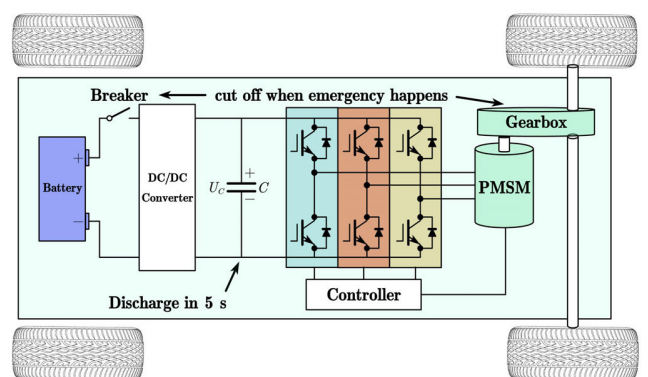 Breaker
cut off when emergency happens
Gearbox
+
Battery
−
DC/DC
Converter
+
U_C
C
−
PMSM
Discharge in 5 s
Controller